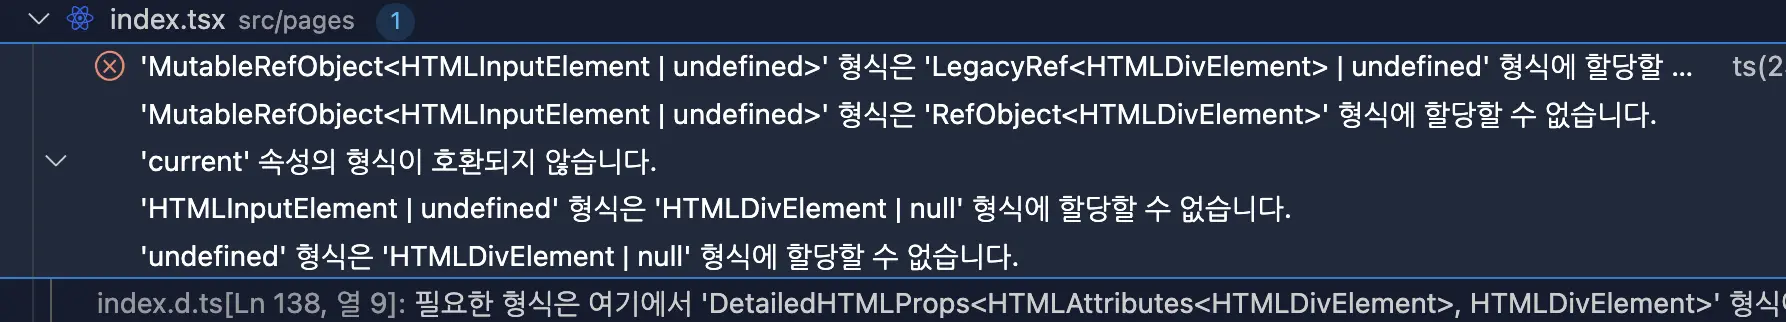 index.tsx src/pages 1
'MutableRefObject<HTMLInputElement | undefined>' 형식은 'LegacyRef<HTMLDivElement> | undefined' 형식에 할당할 ... ts(2
'MutableRefObject<HTMLInputElement | undefined>' 형식은 'RefObject<HTMLDivElement>' 형식에 할당할 수 없습니다.
'current' 속성의 형식이 호환되지 않습니다.
'HTMLInputElement | undefined' 형식은 'HTMLDivElement | null' 형식에 할당할 수 없습니다.
'undefined' 형식은 'HTMLDivElement | null' 형식에 할당할 수 없습니다.
index.d.ts[Ln 138, 열 9]: 필요한 형식은 여기에서 'DetailedHTMLProps<HTMLAttributes<HTMLDivElement>, HTMLDivElement>' 형식